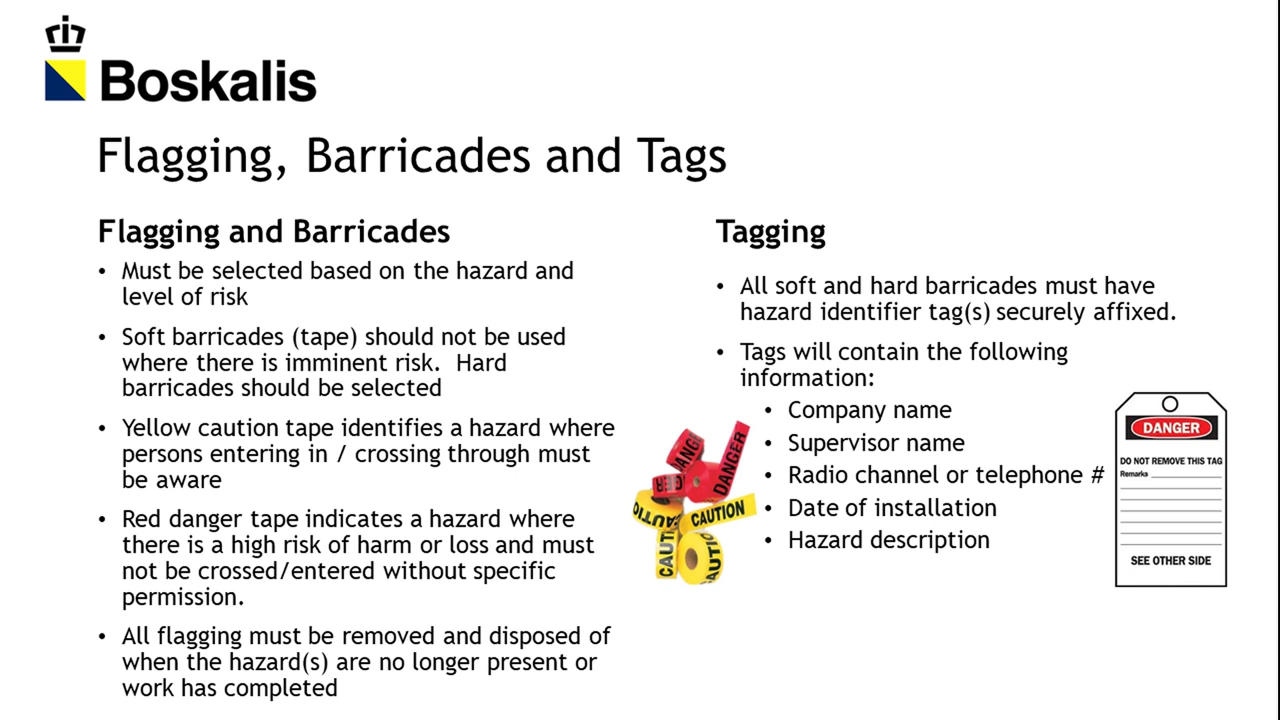 Boskalis
Flagging, Barricades and Tags
Flagging and Barricades
• Must be selected based on the hazard and
level of risk
• Soft barricades (tape) should not be used
where there is imminent risk.  Hard
barricades should be selected
• Yellow caution tape identifies a hazard where
persons entering in / crossing through must
be aware
• Red danger tape indicates a hazard where
there is a high risk of harm or loss and must
not be crossed/entered without specific
permission.
• All flagging must be removed and disposed of
when the hazard(s) are no longer present or
work has completed
Tagging
• All soft and hard barricades must have
hazard identifier tag(s) securely affixed.
• Tags will contain the following
information:
• Company name
• Supervisor name
• Radio channel or telephone #
• Date of installation
• Hazard description
DANGER
CAUTION
DANGER
DO NOT REMOVE THIS TAG
Remarks
SEE OTHER SIDE